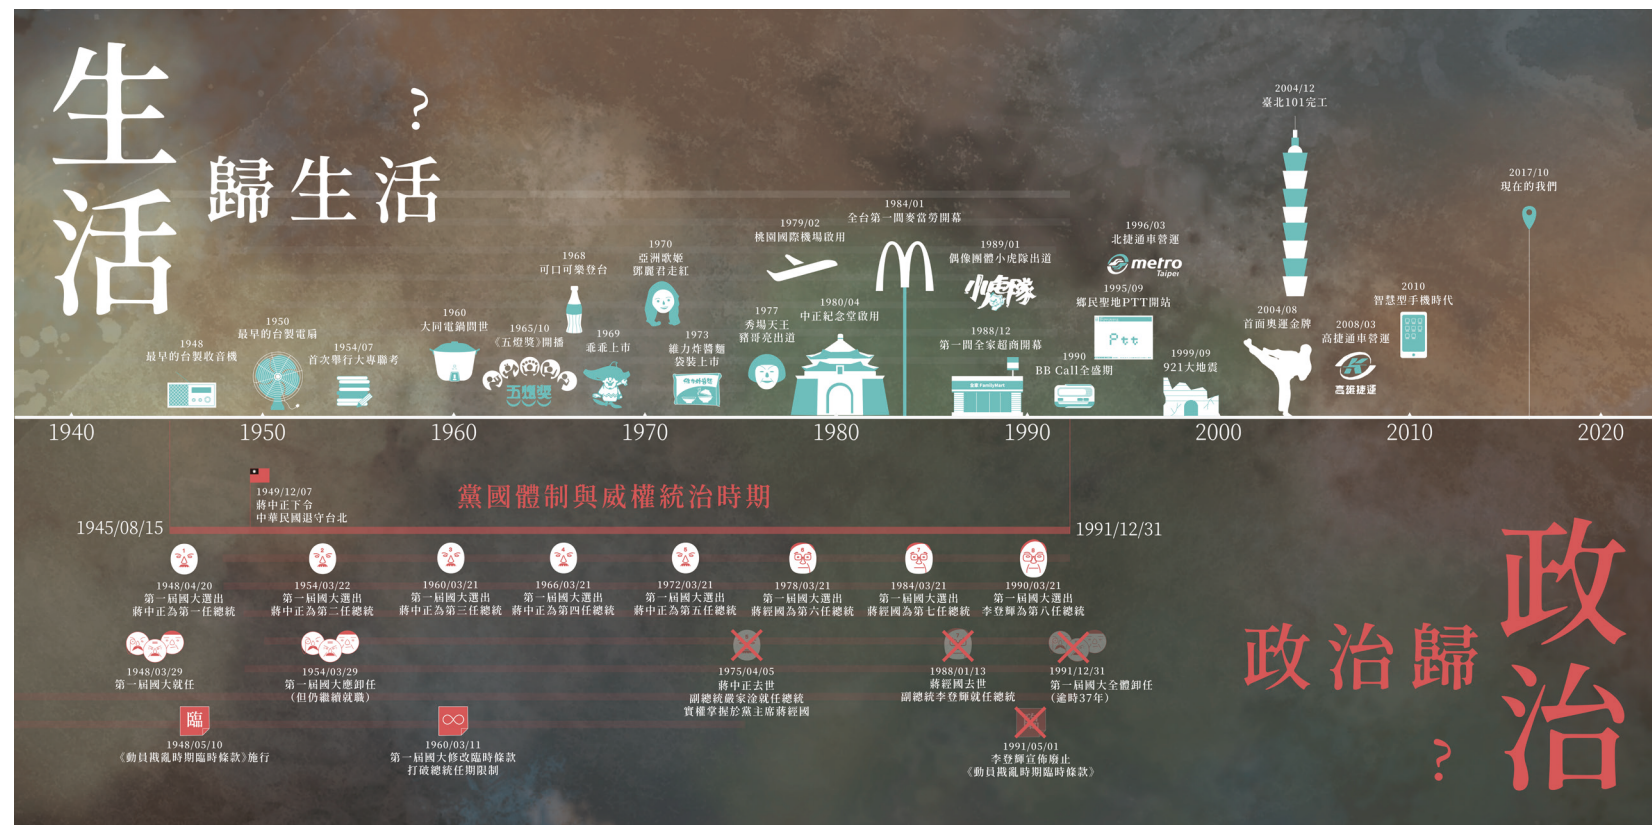 生活
歸生活
?
1948
最早的台製收音機
1950
最早的台製電扇
1954/07
首次舉行大專聯考
1960
大同電鍋問世
1965/10
《五燈獎》開播
五燈獎
1968
可口可樂登台
1969
乖乖上市
1970
亞洲歌姬
鄧麗君走紅
1973
維力炸醬麵
袋裝上市
1977
秀場天王
豬哥亮出道
1979/02
桃園國際機場啟用
1980/04
中正紀念堂啟用
1984/01
全台第一間麥當勞開幕
1988/12
第一間全家超商開幕
全家 FamilyMart
1989/01
偶像團體小虎隊出道
小虎隊
1990
BB Call全盛期
1995/09
鄉民聖地PTT開站
Ptt
1996/03
北捷通車營運
metro
Taipei
1999/09
921大地震
2004/08
首面奧運金牌
2004/12
臺北101完工
2008/03
高捷通車營運
高雄捷運
2010
智慧型手機時代
2017/10
現在的我們
1940
1950
1960
1970
1980
1990
2000
2010
2020
1949/12/07
蔣中正下令
中華民國退守台北
黨國體制與威權統治時期
1945/08/15
1991/12/31
1
1948/04/20
第一屆國大選出
蔣中正為第一任總統
2
1954/03/22
第一屆國大選出
蔣中正為第二任總統
3
1960/03/21
第一屆國大選出
蔣中正為第三任總統
4
1966/03/21
第一屆國大選出
蔣中正為第四任總統
5
1972/03/21
第一屆國大選出
蔣中正為第五任總統
6
1978/03/21
第一屆國大選出
蔣經國為第六任總統
7
1984/03/21
第一屆國大選出
蔣經國為第七任總統
8
1990/03/21
第一屆國大選出
李登輝為第八任總統
1948/03/29
第一屆國大就任
1954/03/29
第一屆國大應卸任
(但仍繼續就職)
1975/04/05
蔣中正去世
副總統嚴家淦就任總統
實權掌握於黨主席蔣經國
1988/01/13
蔣經國去世
副總統李登輝就任總統
1991/12/31
第一屆國大全體卸任
(逾時37年)
臨
1948/05/10
《動員戡亂時期臨時條款》施行
∞
1960/03/11
第一屆國大修改臨時條款
打破總統任期限制
1991/05/01
李登輝宣佈廢止
《動員戡亂時期臨時條款》
政治
政治歸
?